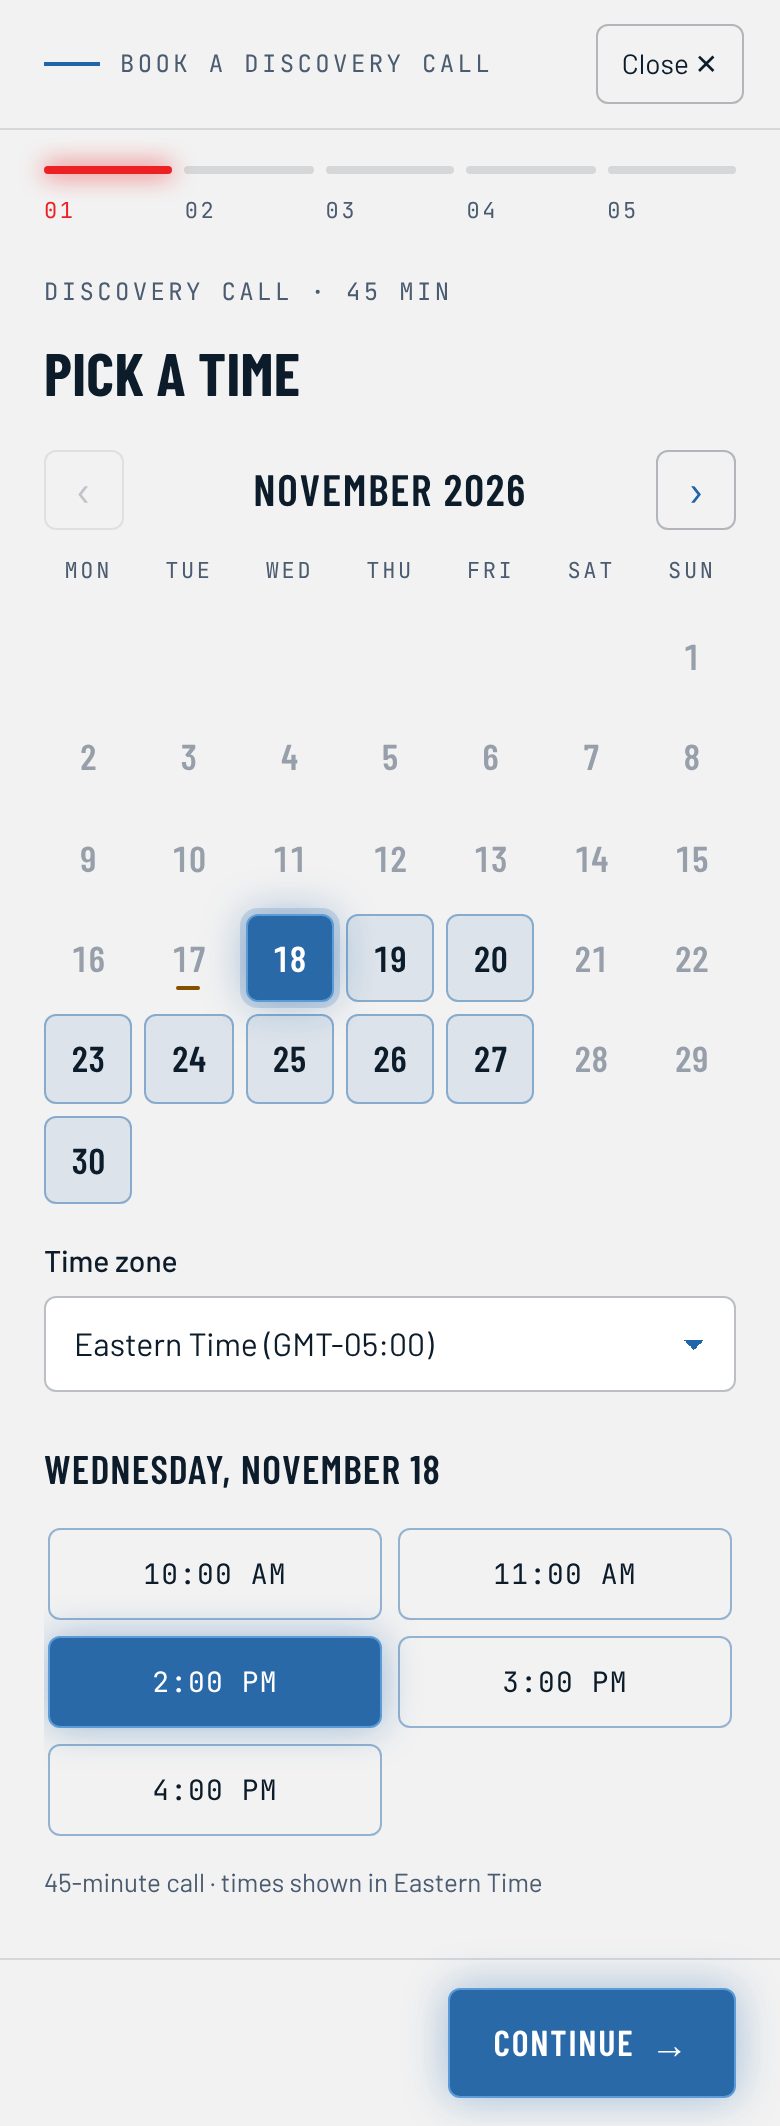 BOOK A DISCOVERY CALL Close ✕
01 02 03 04 05
DISCOVERY CALL · 45 MIN
PICK A TIME
‹ NOVEMBER 2026 ›
MON TUE WED THU FRI SAT SUN
1
2 3 4 5 6 7 8
9 10 11 12 13 14 15
16 17 18 19 20 21 22
23 24 25 26 27 28 29
30
Time zone
Eastern Time (GMT-05:00)
WEDNESDAY, NOVEMBER 18
10:00 AM 11:00 AM
2:00 PM 3:00 PM
4:00 PM
45-minute call · times shown in Eastern Time
CONTINUE →